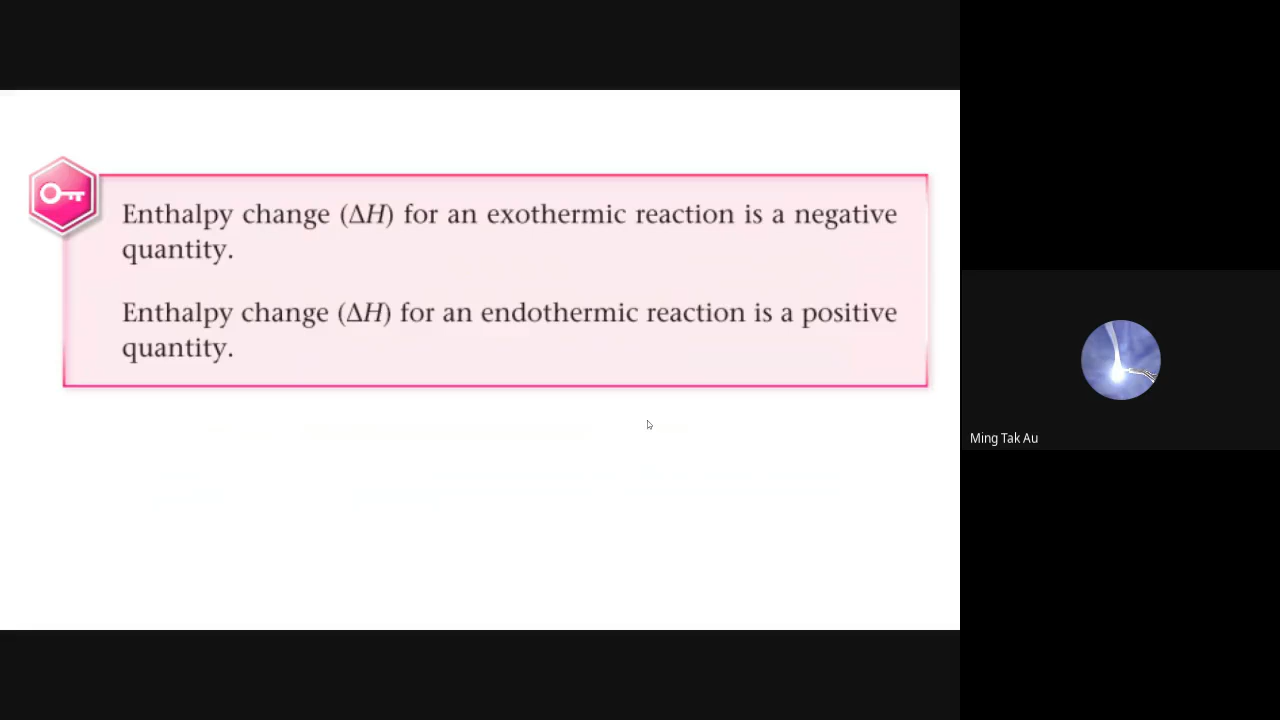 Enthalpy change (ΔH) for an exothermic reaction is a negative
quantity.
Enthalpy change (ΔH) for an endothermic reaction is a positive
quantity.
Ming Tak Au